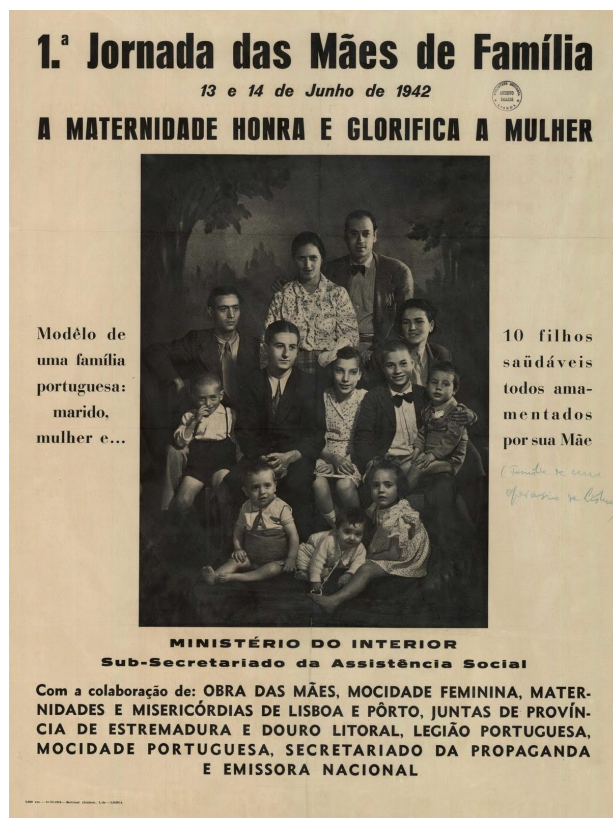 1.ª Jornada das Mães de Família
13 e 14 de Junho de 1942
A MATERNIDADE HONRA E GLORIFICA A MULHER
Modêlo de
uma família
portuguesa:
marido,
mulher e...
10 filhos
saüdáveis
todos ama-
mentados
por sua Mãe
MINISTÉRIO DO INTERIOR
Sub-Secretariado da Assistência Social
Com a colaboração de: OBRA DAS MÃES, MOCIDADE FEMININA, MATER-
NIDADES E MISERICÓRDIAS DE LISBOA E PÔRTO, JUNTAS DE PROVÍN-
CIA DE ESTREMADURA E DOURO LITORAL, LEGIÃO PORTUGUESA,
MOCIDADE PORTUGUESA, SECRETARIADO DA PROPAGANDA
E EMISSORA NACIONAL